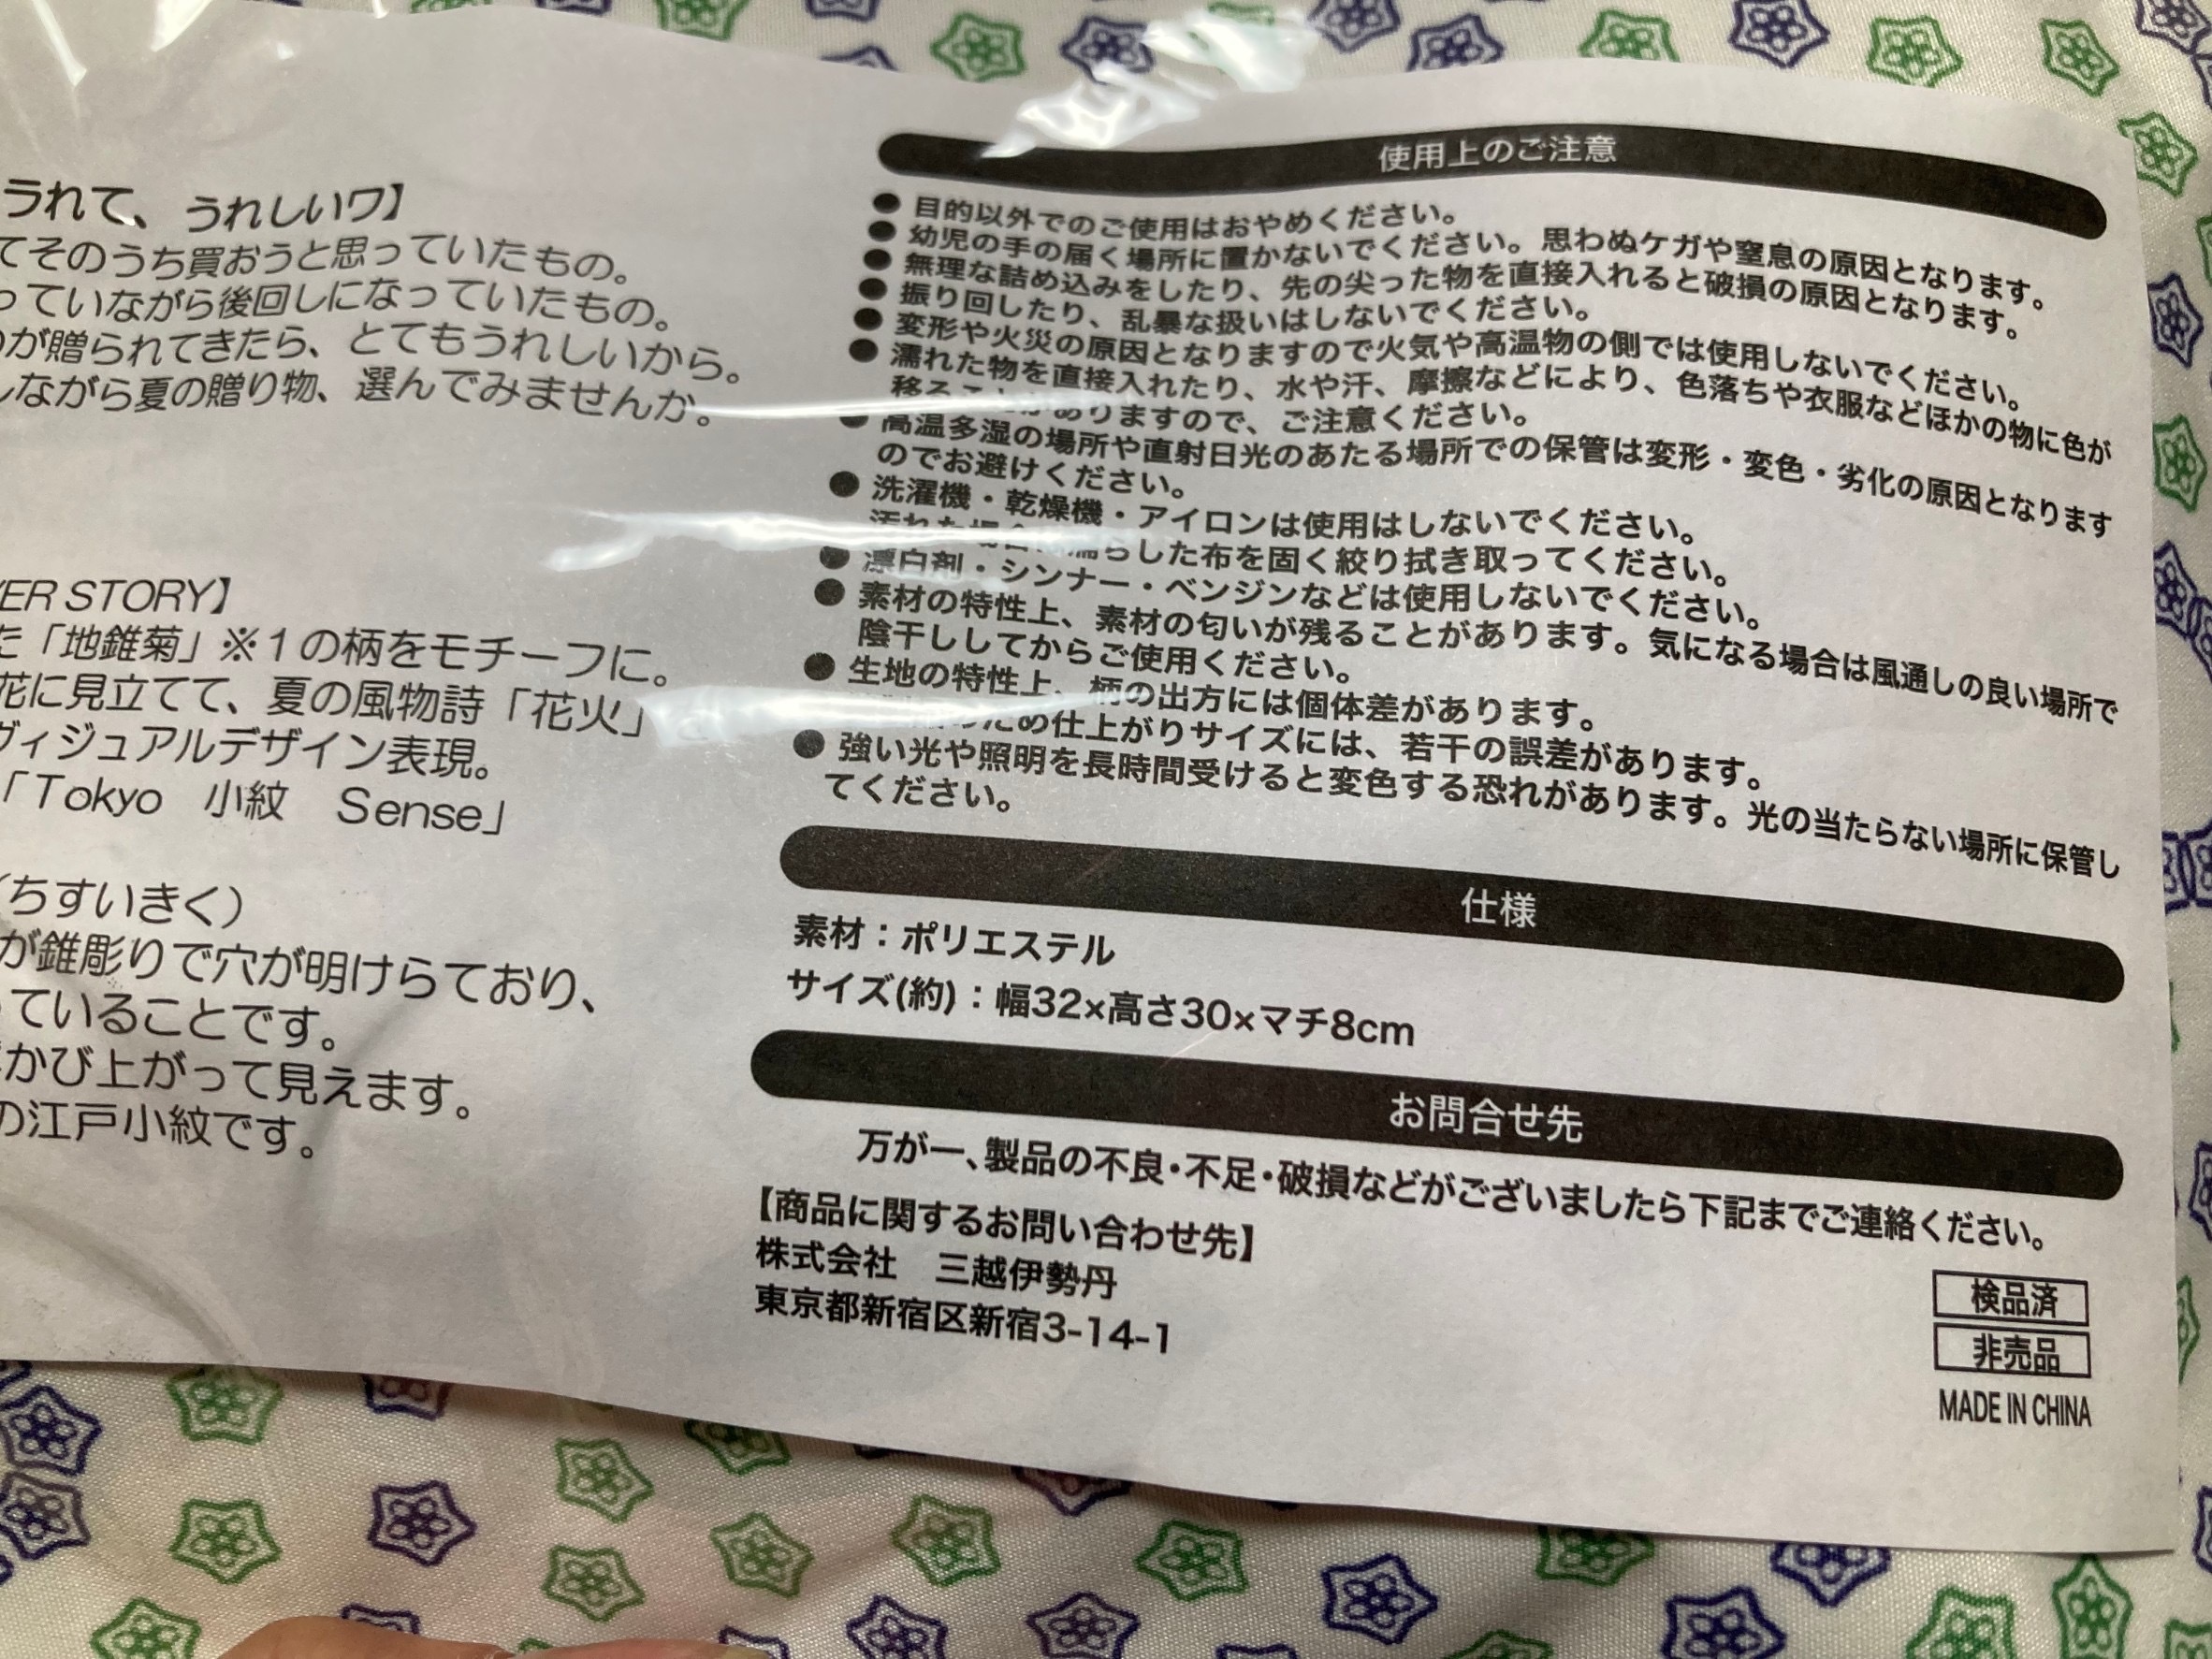 ラれて、うれしいワ】
てそのうち買おうと思っていたもの。
っていながら後回しになっていたもの。
が贈られてきたら、とてもうれしいから。
しながら夏の贈り物、選んでみませんか。
ER STORY】
た「地錐菊」※1の柄をモチーフに。
花に見立てて、夏の風物詩「花火」
ヴィジュアルデザイン表現。
「Tokyo 小紋 Sense」
(ちすいきく)
が錐彫りで穴が明けらており、
ていることです。
かび上がって見えます。
の江戸小紋です。
使用上のご注意
●目的以外でのご使用はおやめください。
●幼児の手の届く場所に置かないでください。思わぬケガや窒息の原因となります。
●無理な詰め込みをしたり、先の尖った物を直接入れると破損の原因となります。
●振り回したり、乱暴な扱いはしないでください。
●変形や火災の原因となりますので火気や高温物の側では使用しないでください。
●濡れた物を直接入れたり、水や汗、摩擦などにより、色落ちや衣服などほかの物に色が
移ることがありますので、ご注意ください。
●高温多湿の場所や直射日光のあたる場所での保管は変形・変色・劣化の原因となります
のでお避けください。
●洗濯機・乾燥機・アイロンは使用はしないでください。
汚れた場合は濡らした布を固く絞り拭き取ってください。
●漂白剤・シンナー・ベンジンなどは使用しないでください。
●素材の特性上、素材の匂いが残ることがあります。気になる場合は風通しの良い場所で
陰干ししてからご使用ください。
●生地の特性上、柄の出方には個体差があります。
ため仕上がりサイズには、若干の誤差があります。
●強い光や照明を長時間受けると変色する恐れがあります。光の当たらない場所に保管し
てください。
仕様
素材：ポリエステル
サイズ(約)：幅32×高さ30×マチ8cm
お問合せ先
万が一、製品の不良・不足・破損などがございましたら下記までご連絡ください。
【商品に関するお問い合わせ先】
株式会社 三越伊勢丹
東京都新宿区新宿3-14-1
検品済
非売品
MADE IN CHINA